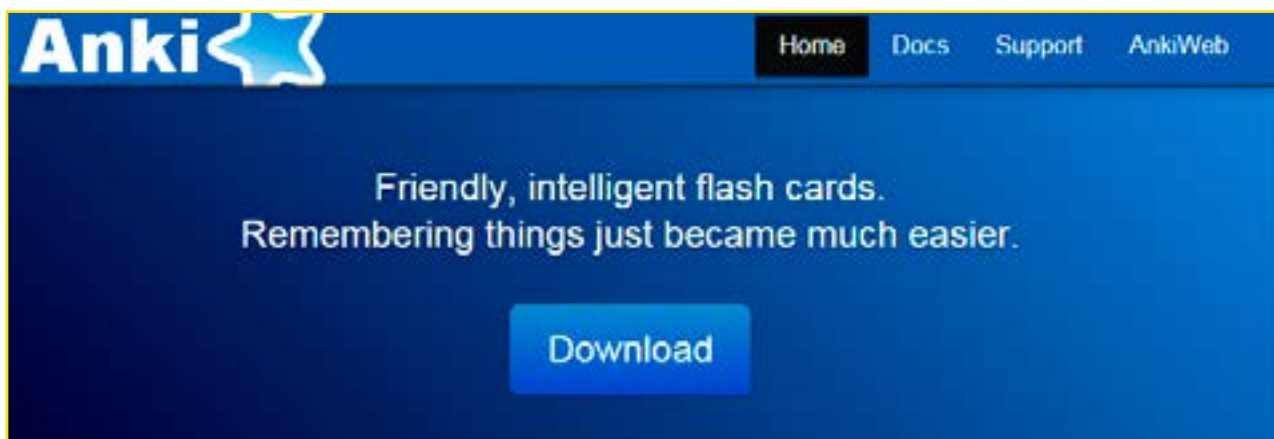 Anki
Home Docs Support AnkiWeb
Friendly, intelligent flash cards.
Remembering things just became much easier.
Download